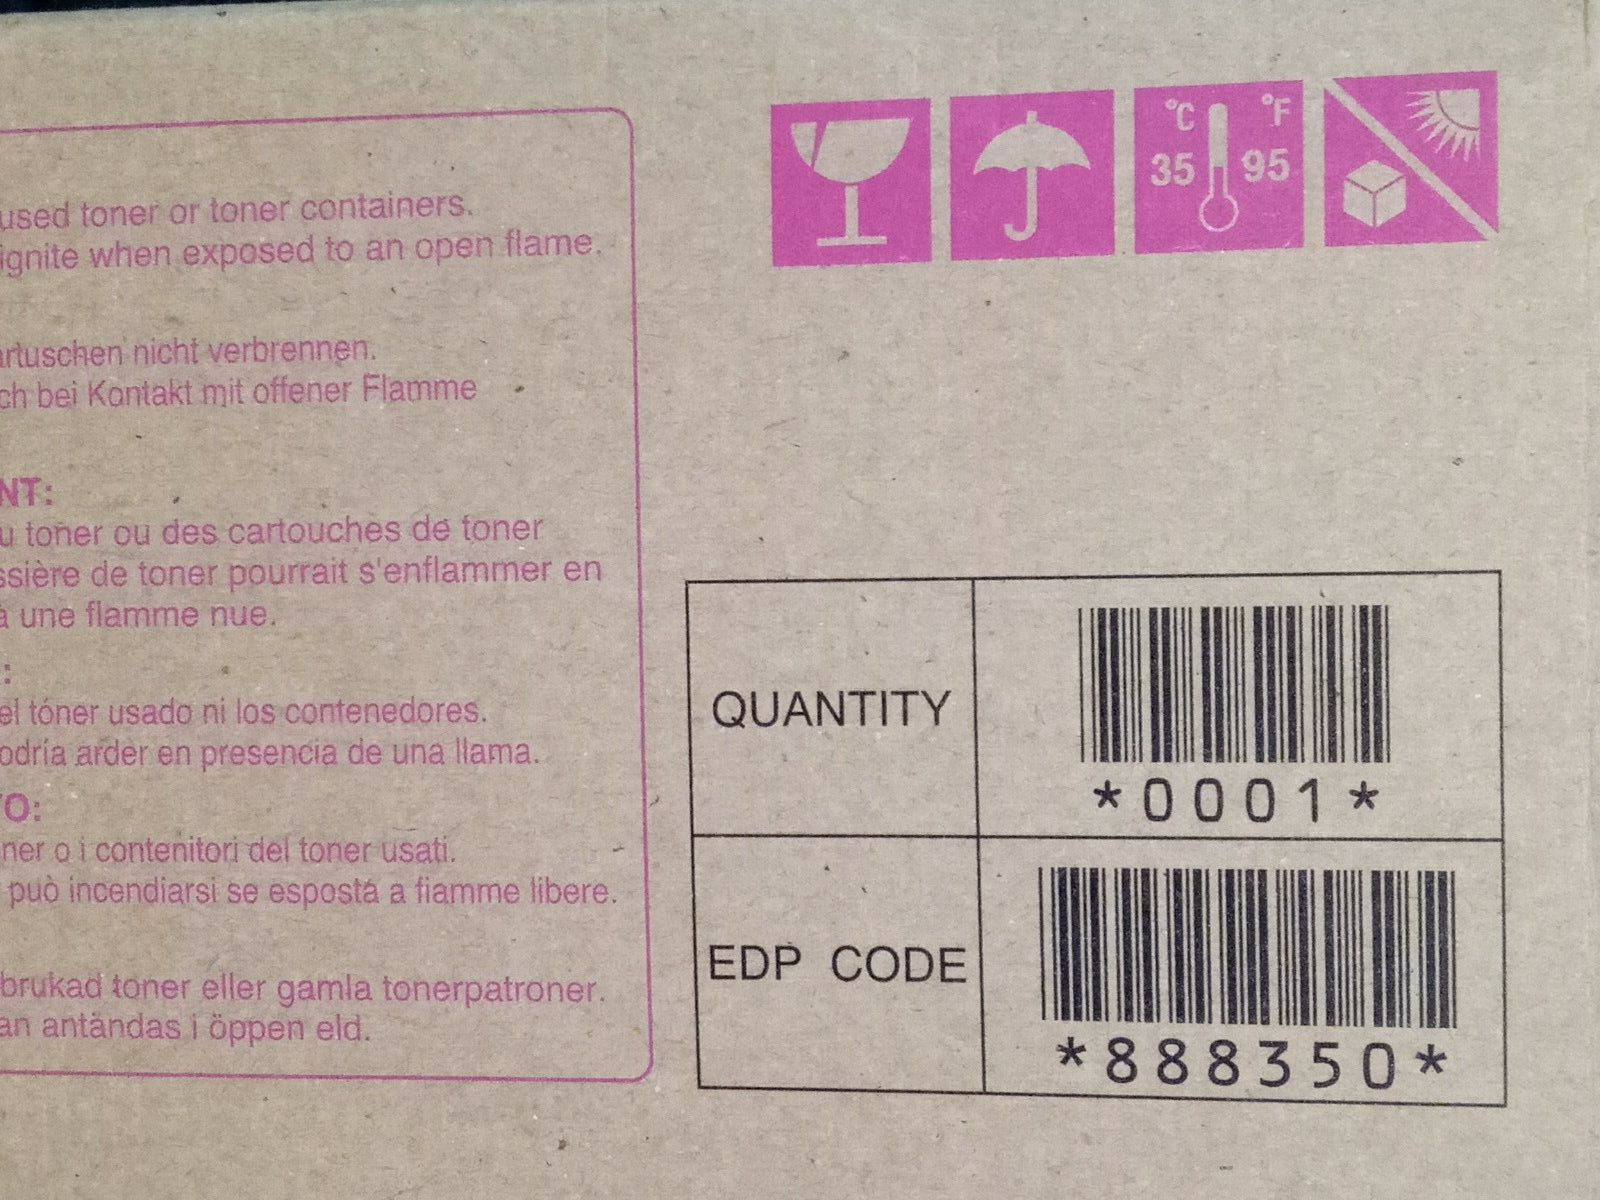 used toner or toner containers.
ignite when exposed to an open flame.
nicht verbrennen.
bei Kontakt mit offener Flamme
NT:
u toner ou des cartouches de toner
ssière de toner pourrait s'enflammer en
à une flamme nue.
:
el tóner usado ni los contenedores.
odría arder en presencia de una llama.
TO:
ner o i contenitori del toner usati.
può incendiarsi se esposta a fiamme libere.
brukad toner eller gamla tonerpatroner.
an antändas i öppen eld.
°C °F
35 95
QUANTITY
*0001*
EDP CODE
*888350*